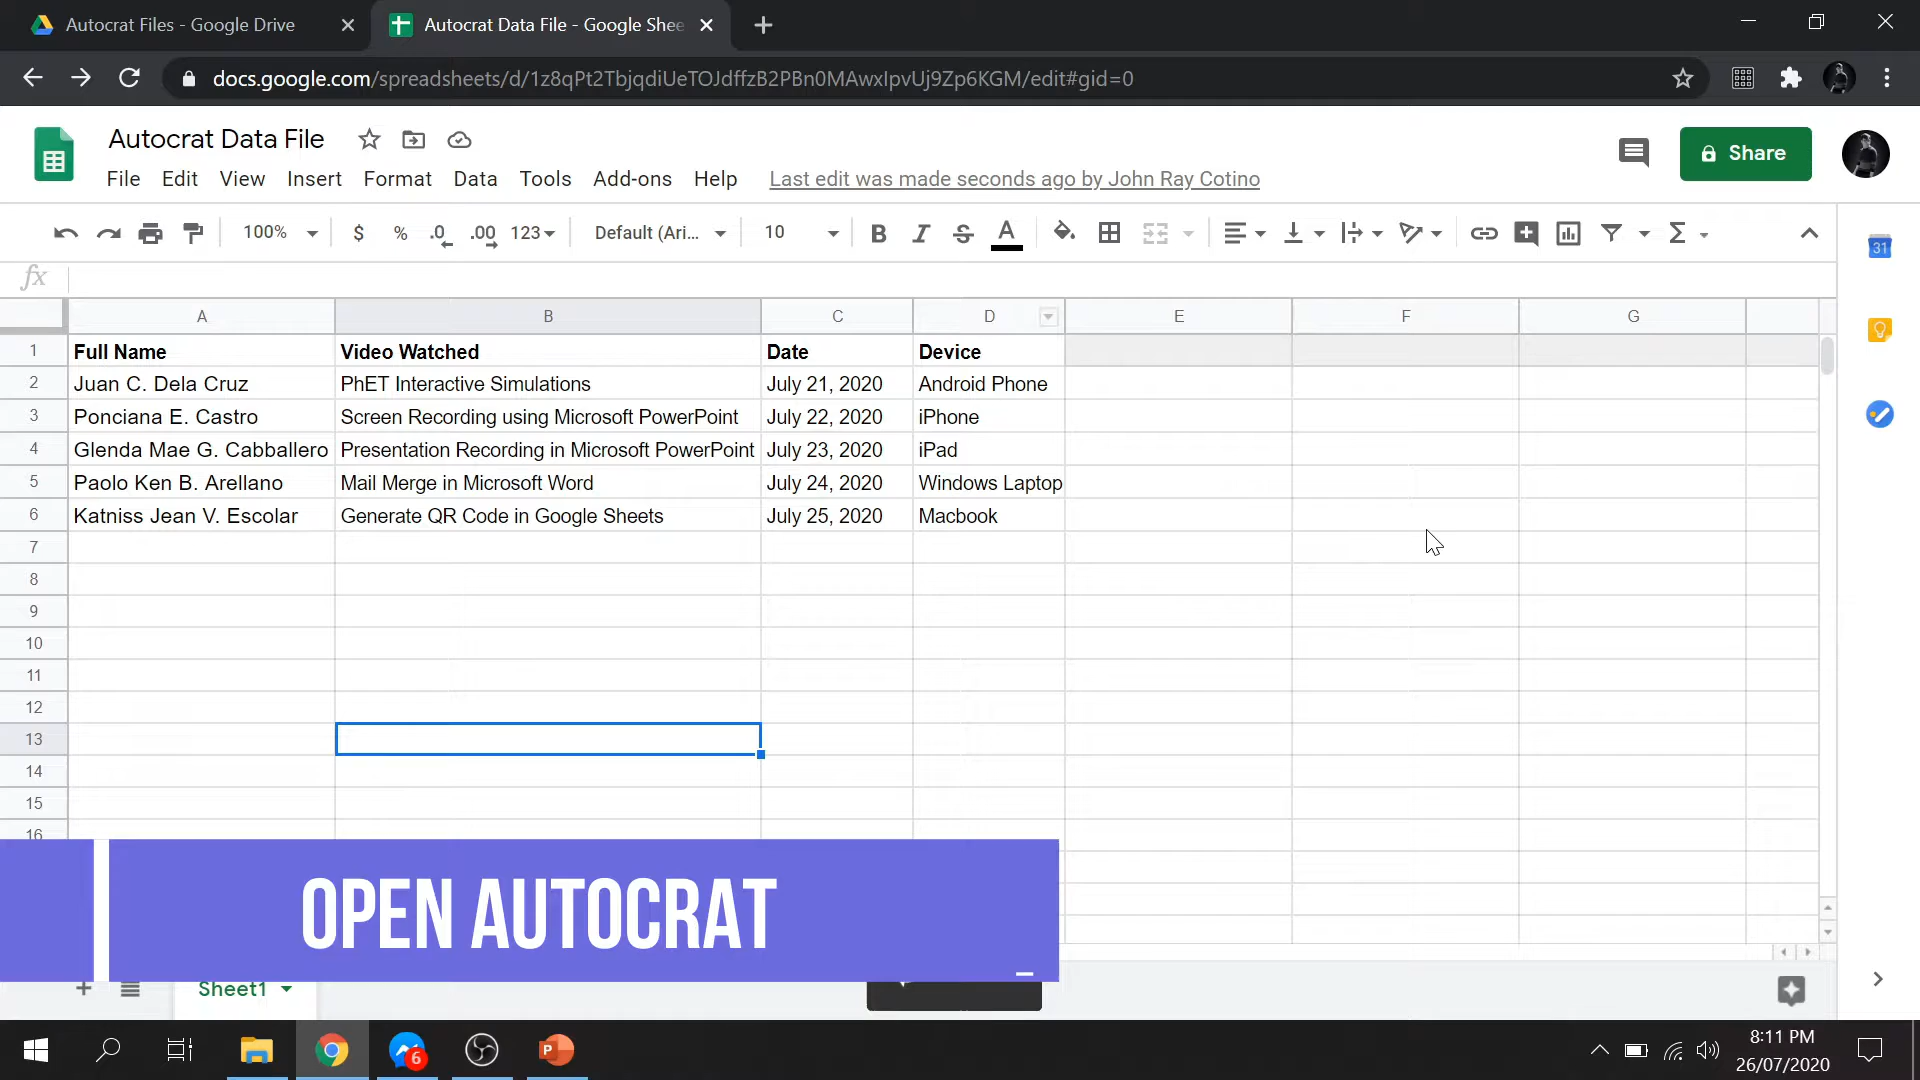 Autocrat Files - Google Drive
Autocrat Data File - Google Shee
docs.google.com/spreadsheets/d/1z8qPt2TbjqdiUeTOJdffzB2PBn0MAwxIpvUj9Zp6KGM/edit#gid=0
Autocrat Data File
Share
File Edit View Insert Format Data Tools Add-ons Help Last edit was made seconds ago by John Ray Cotino
100% $ % .0 .00 123 Default (Ari... 10 B I S A Σ
31
fx
A B C D E F G
1 Full Name Video Watched Date Device
2 Juan C. Dela Cruz PhET Interactive Simulations July 21, 2020 Android Phone
3 Ponciana E. Castro Screen Recording using Microsoft PowerPoint July 22, 2020 iPhone
4 Glenda Mae G. Cabballero Presentation Recording in Microsoft PowerPoint July 23, 2020 iPad
5 Paolo Ken B. Arellano Mail Merge in Microsoft Word July 24, 2020 Windows Laptop
6 Katniss Jean V. Escolar Generate QR Code in Google Sheets July 25, 2020 Macbook
7
8
9
10
11
12
13
14
15
16
OPEN AUTOCRAT
Sheet1
6
P
8:11 PM
26/07/2020